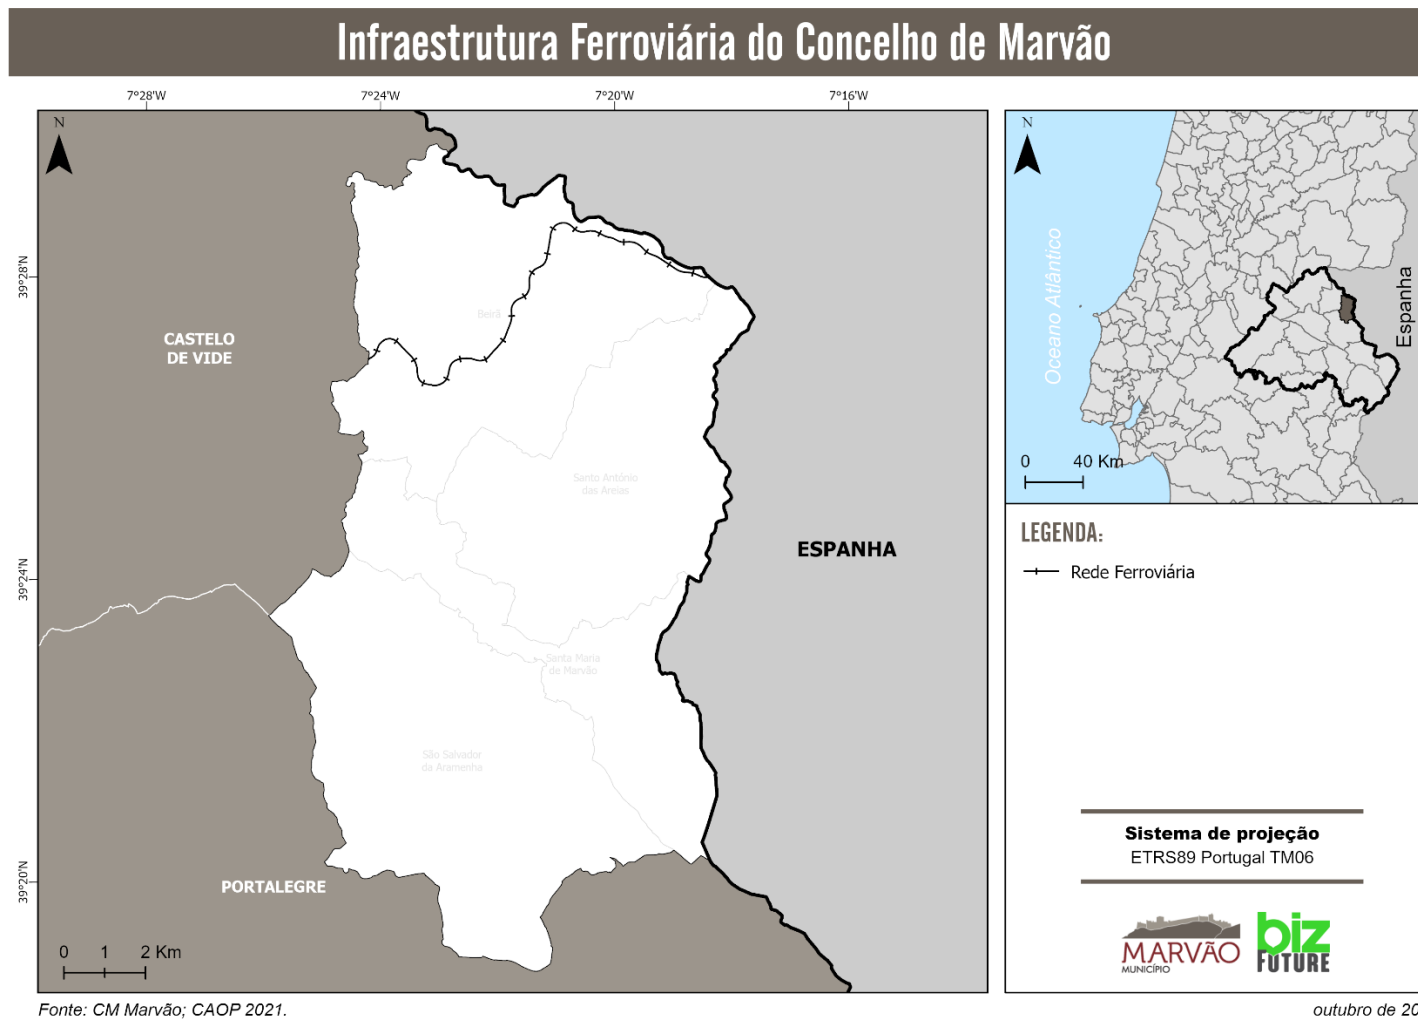 Infraestrutura Ferroviária do Concelho de Marvão
7°28'W
7°24'W
7°20'W
7°16'W
39°28'N
39°24'N
39°20'N
N
CASTELO
DE VIDE
Beirã
Santo António
das Areias
ESPANHA
Santa Maria
de Marvão
São Salvador
da Aramenha
PORTALEGRE
0 1 2 Km
N
Oceano Atlântico
Espanha
0 40 Km
LEGENDA:
Rede Ferroviária
Sistema de projeção
ETRS89 Portugal TM06
MARVÃO
MUNICÍPIO
biz
FUTURE
Fonte: CM Marvão; CAOP 2021.
outubro de 20